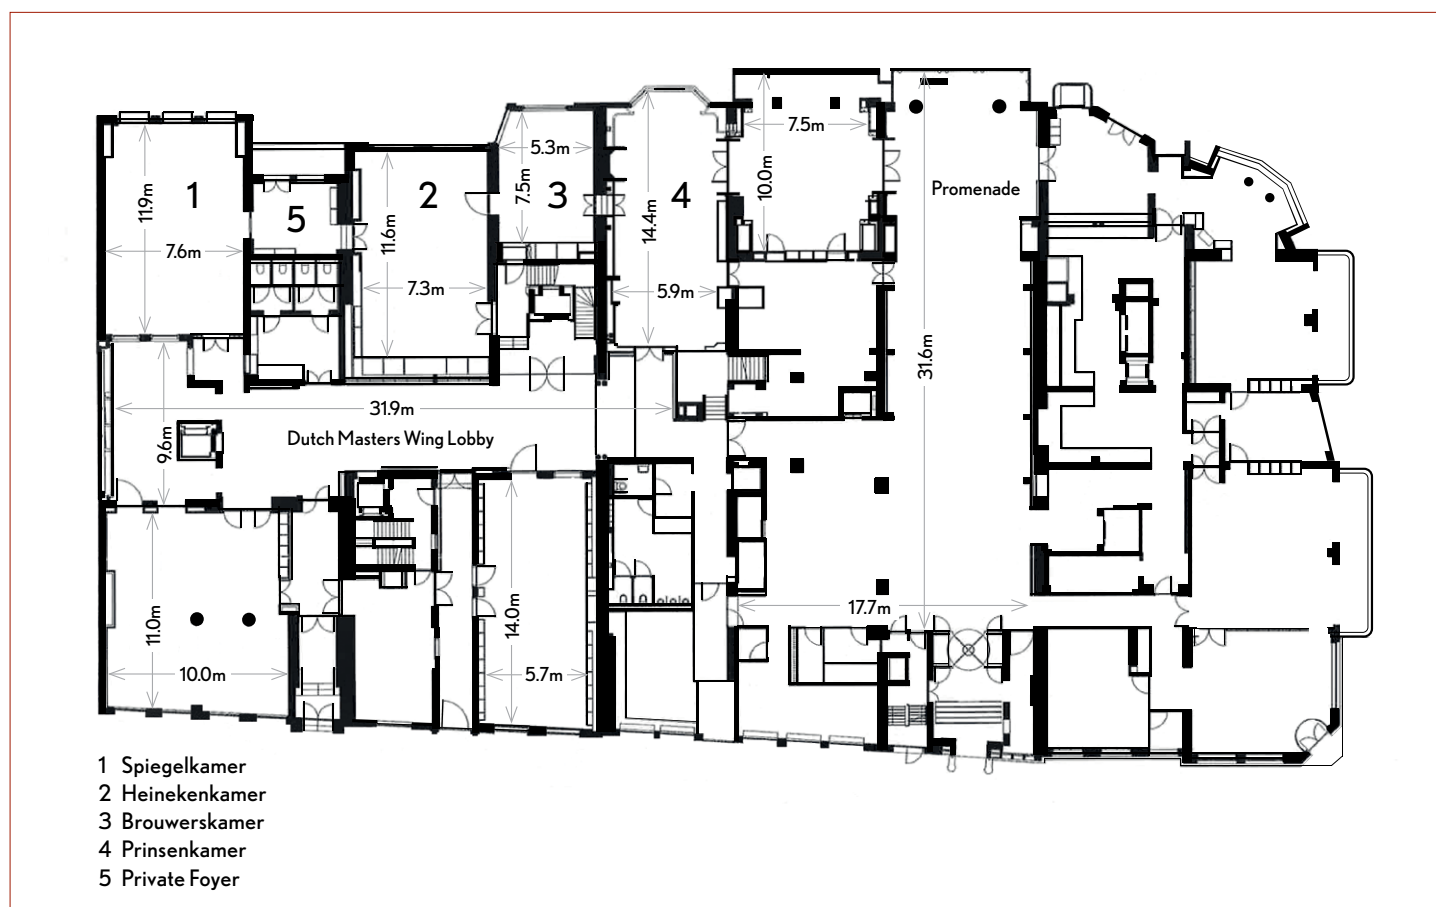 1
11.9m
7.6m
5
2
11.6m
7.3m
5.3m
7.5m
3
4
14.4m
5.9m
7.5m
10.0m
Promenade
31.6m
31.9m
Dutch Masters Wing Lobby
9.6m
11.0m
10.0m
14.0m
5.7m
17.7m
1 Spiegelkamer
2 Heinekenkamer
3 Brouwerskamer
4 Prinsenkamer
5 Private Foyer